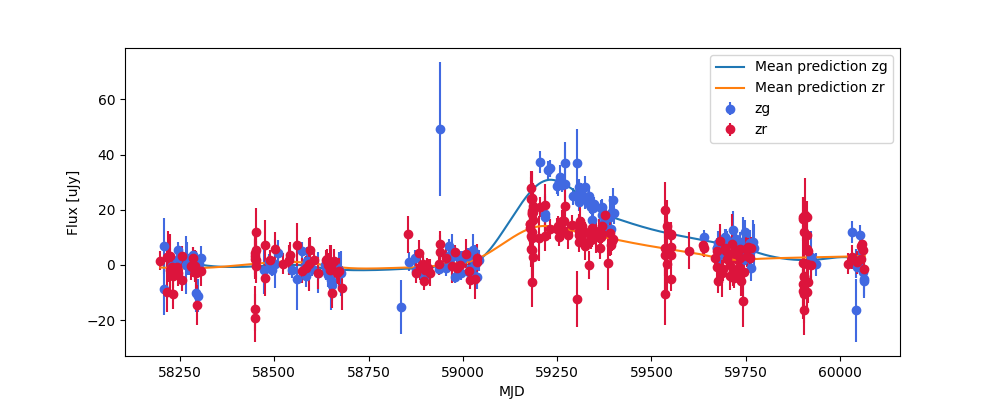 Mean prediction zg
Mean prediction zr
zg
zr
Flux [uJy]
60
40
20
0
−20
58250 58500 58750 59000 59250 59500 59750 60000
MJD